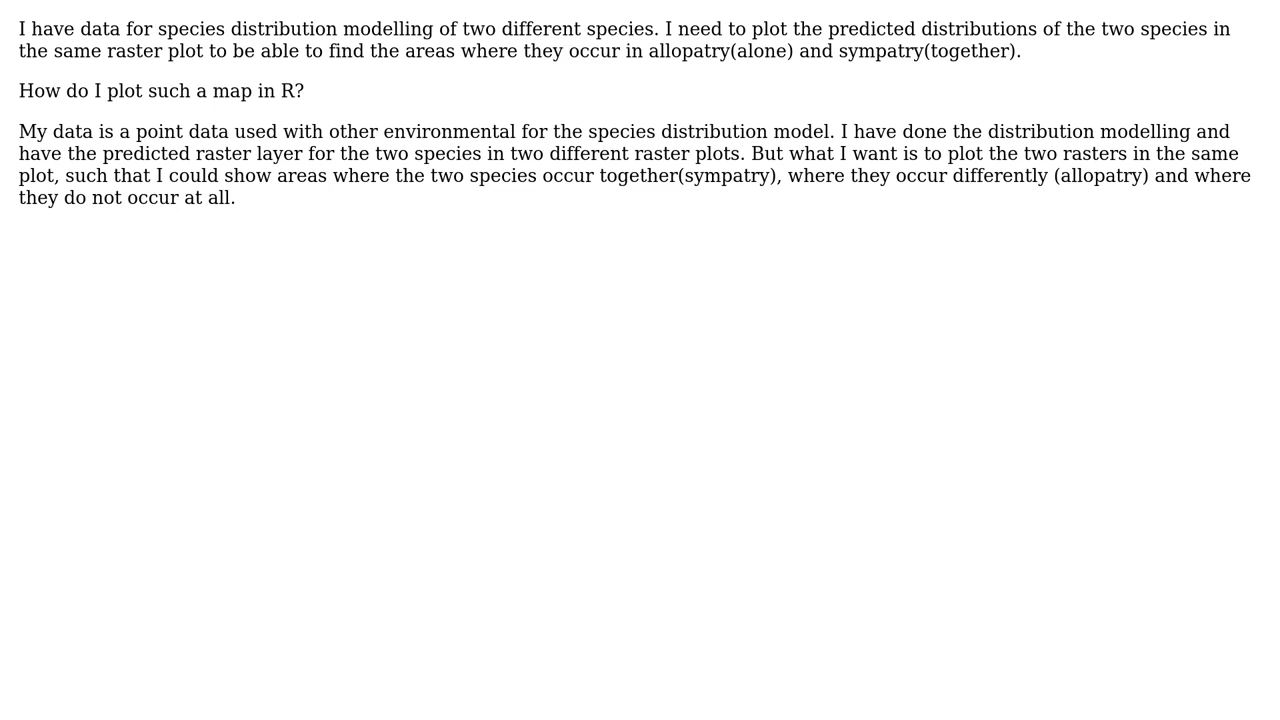 I have data for species distribution modelling of two different species. I need to plot the predicted distributions of the two species in
the same raster plot to be able to find the areas where they occur in allopatry(alone) and sympatry(together).
How do I plot such a map in R?
My data is a point data used with other environmental for the species distribution model. I have done the distribution modelling and
have the predicted raster layer for the two species in two different raster plots. But what I want is to plot the two rasters in the same
plot, such that I could show areas where the two species occur together(sympatry), where they occur differently (allopatry) and where
they do not occur at all.